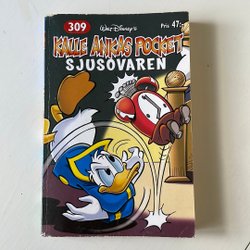 309
Walt Disney's
Pris 47:-
KALLE ANKAS POCKET
SJUSOVAREN